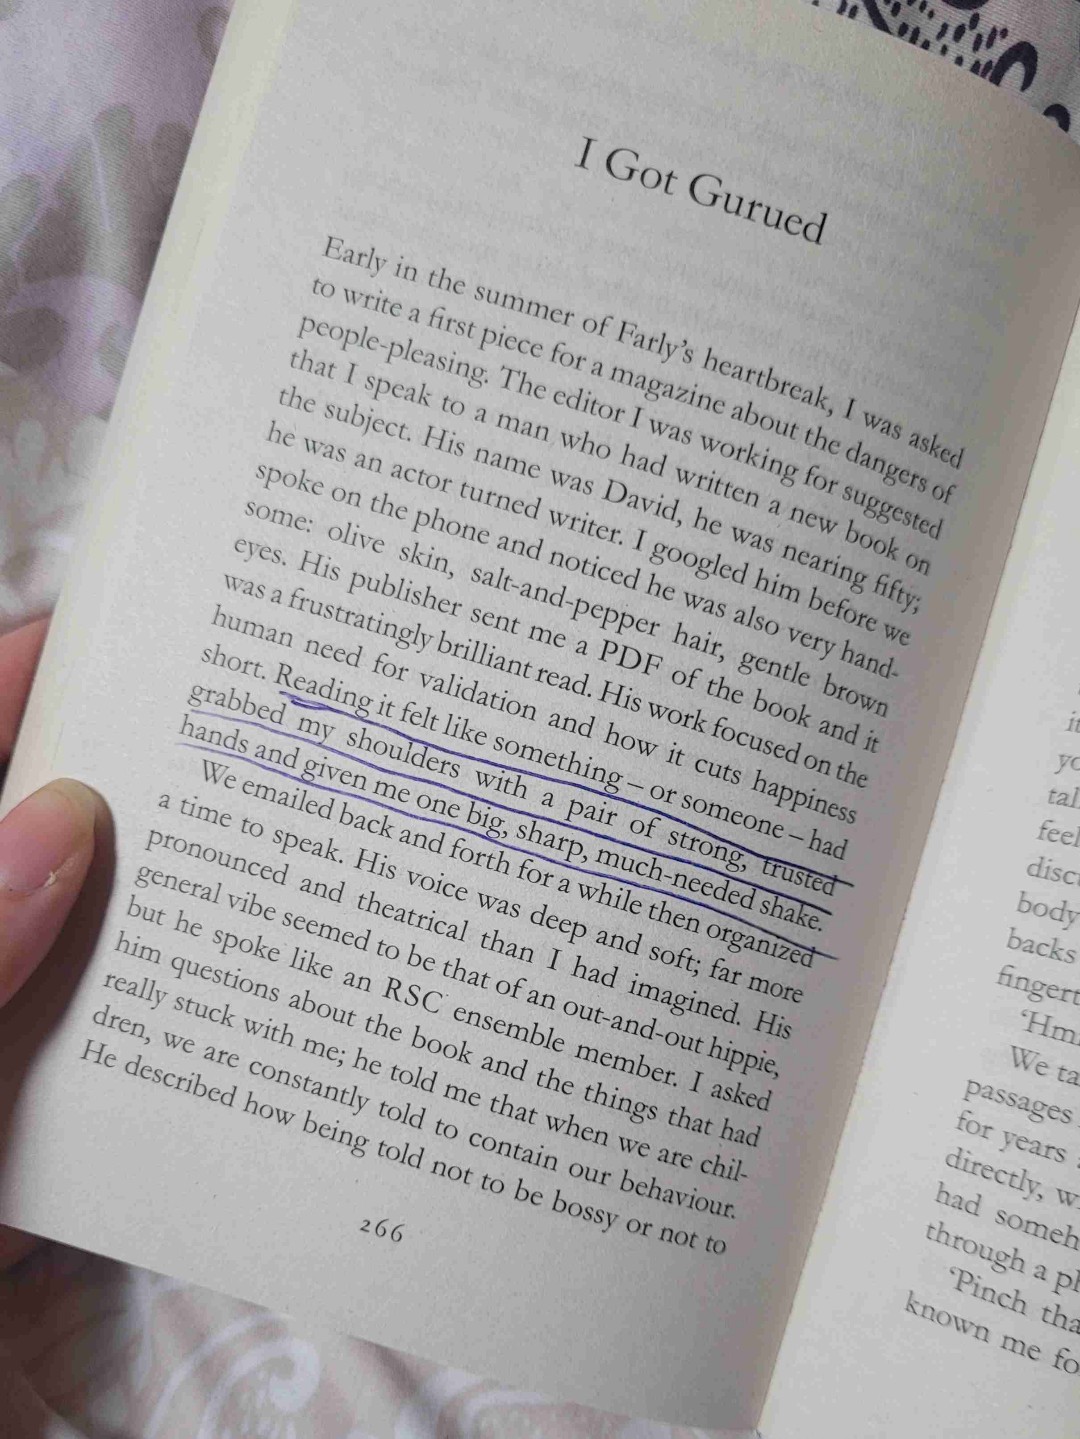 I Got Gurued
Early in the summer of Farly's heartbreak, I was asked
to write a first piece for a magazine about the dangers of
people-pleasing. The editor I was working for suggested
that I speak to a man who had written a new book on
the subject. His name was David, he was nearing fifty;
he was an actor turned writer. I googled him before we
spoke on the phone and noticed he was also very hand-
some: olive skin, salt-and-pepper hair, gentle brown
eyes. His publisher sent me a PDF of the book and it
was a frustratingly brilliant read. His work focused on the
human need for validation and how it cuts happiness
short. Reading it felt like something – or someone – had
grabbed my shoulders with a pair of strong, trusted
hands and given me one big, sharp, much-needed shake.
We emailed back and forth for a while then organized
a time to speak. His voice was deep and soft; far more
pronounced and theatrical than I had imagined. His
general vibe seemed to be that of an out-and-out hippie,
but he spoke like an RSC ensemble member. I asked
him questions about the book and the things that had
really stuck with me; he told me that when we are chil-
dren, we are constantly told to contain our behaviour.
He described how being told not to be bossy or not to
266
feel
body
backs
'Hm
We ta
passages
for years
directly, w
had someh
through a pl
'Pinch tha
known me fo